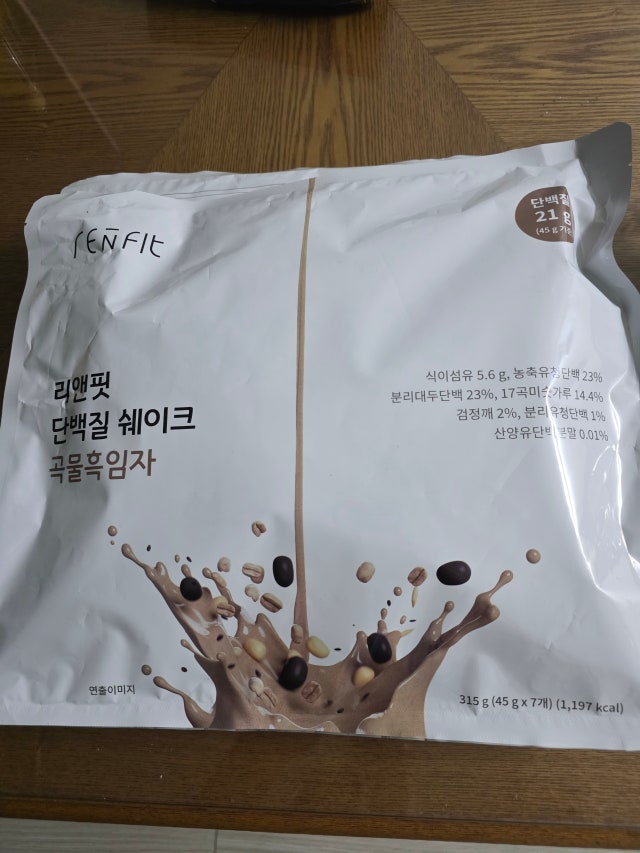 단백질
21 g
(45 g 기준)
RENFIT
리앤핏
단백질 쉐이크
곡물흑임자
식이섬유 5.6 g, 농축유청단백 23%
분리대두단백 23%, 17곡미숫가루 14.4%
검정깨 2%, 분리유청단백 1%
산양유단백분말 0.01%
연출이미지
315 g (45 g x 7개) (1,197 kcal)